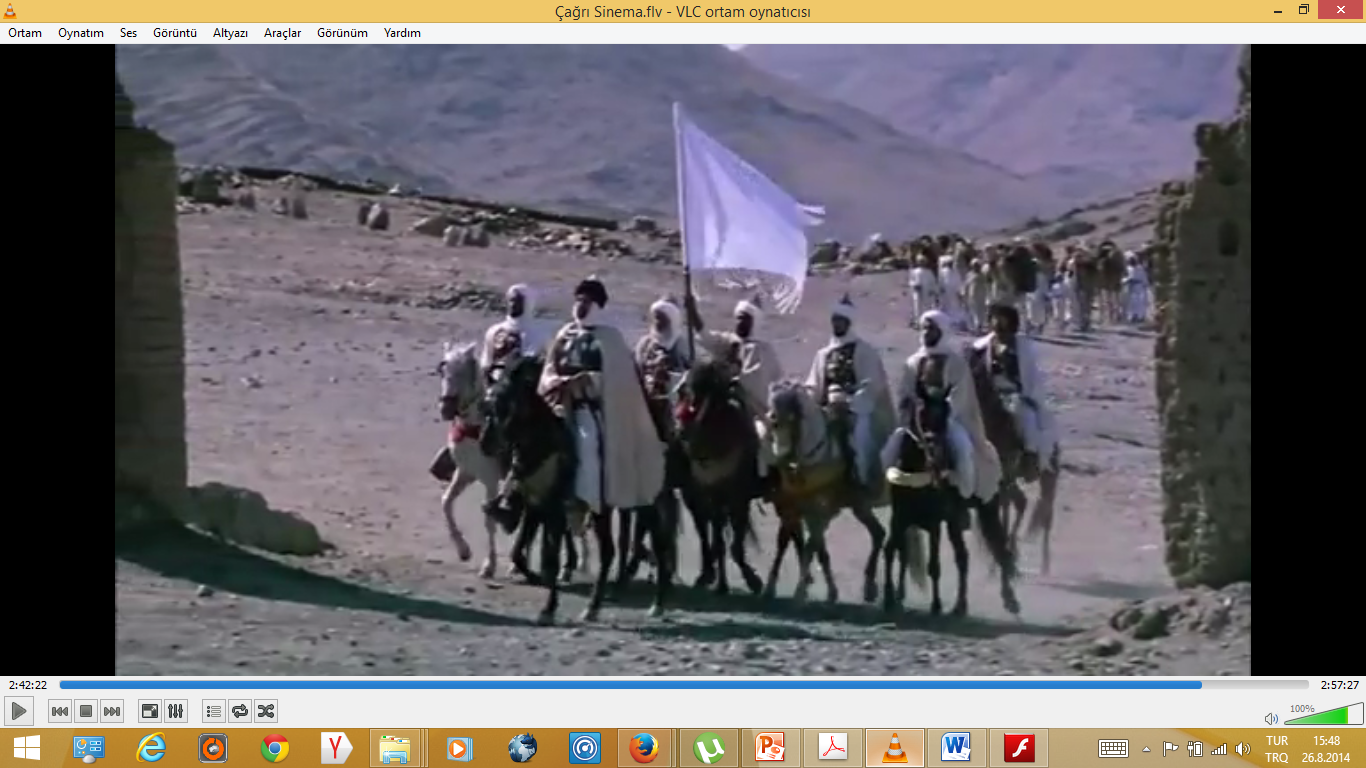 Çağrı Sinema.flv - VLC ortam oynatıcısı
Ortam Oynatım Ses Görüntü Altyazı Araçlar Görünüm Yardım
2:42:22 2:57:27
100%
TUR 15:48
TRQ 26.8.2014